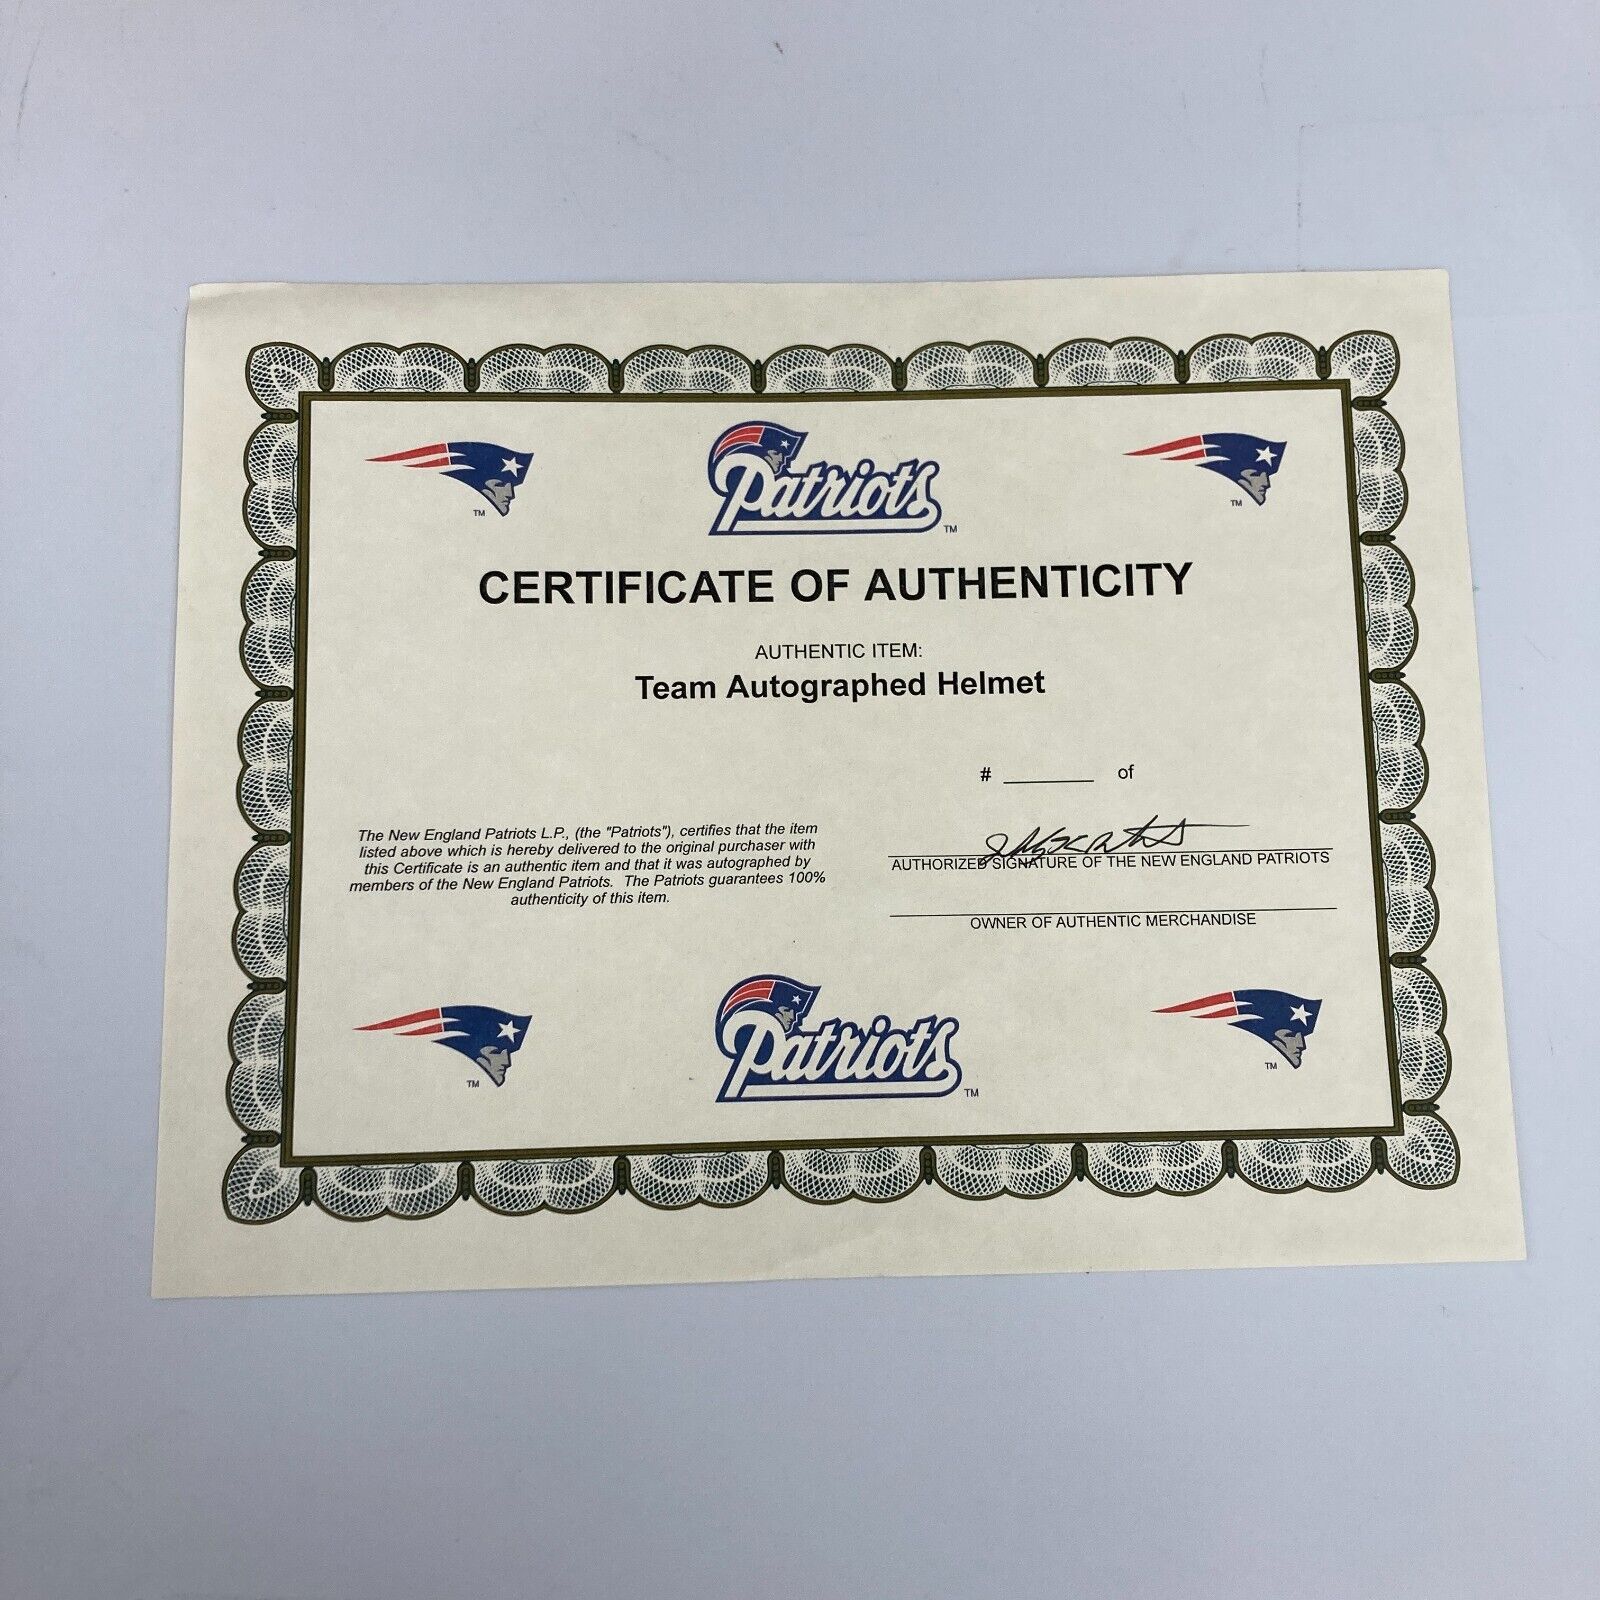 TM
Patriots TM
TM
CERTIFICATE OF AUTHENTICITY
AUTHENTIC ITEM:
Team Autographed Helmet
# ________ of
The New England Patriots L.P., (the "Patriots"), certifies that the item
listed above which is hereby delivered to the original purchaser with
this Certificate is an authentic item and that it was autographed by
members of the New England Patriots. The Patriots guarantees 100%
authenticity of this item.
AUTHORIZED SIGNATURE OF THE NEW ENGLAND PATRIOTS
OWNER OF AUTHENTIC MERCHANDISE
TM
Patriots TM
TM